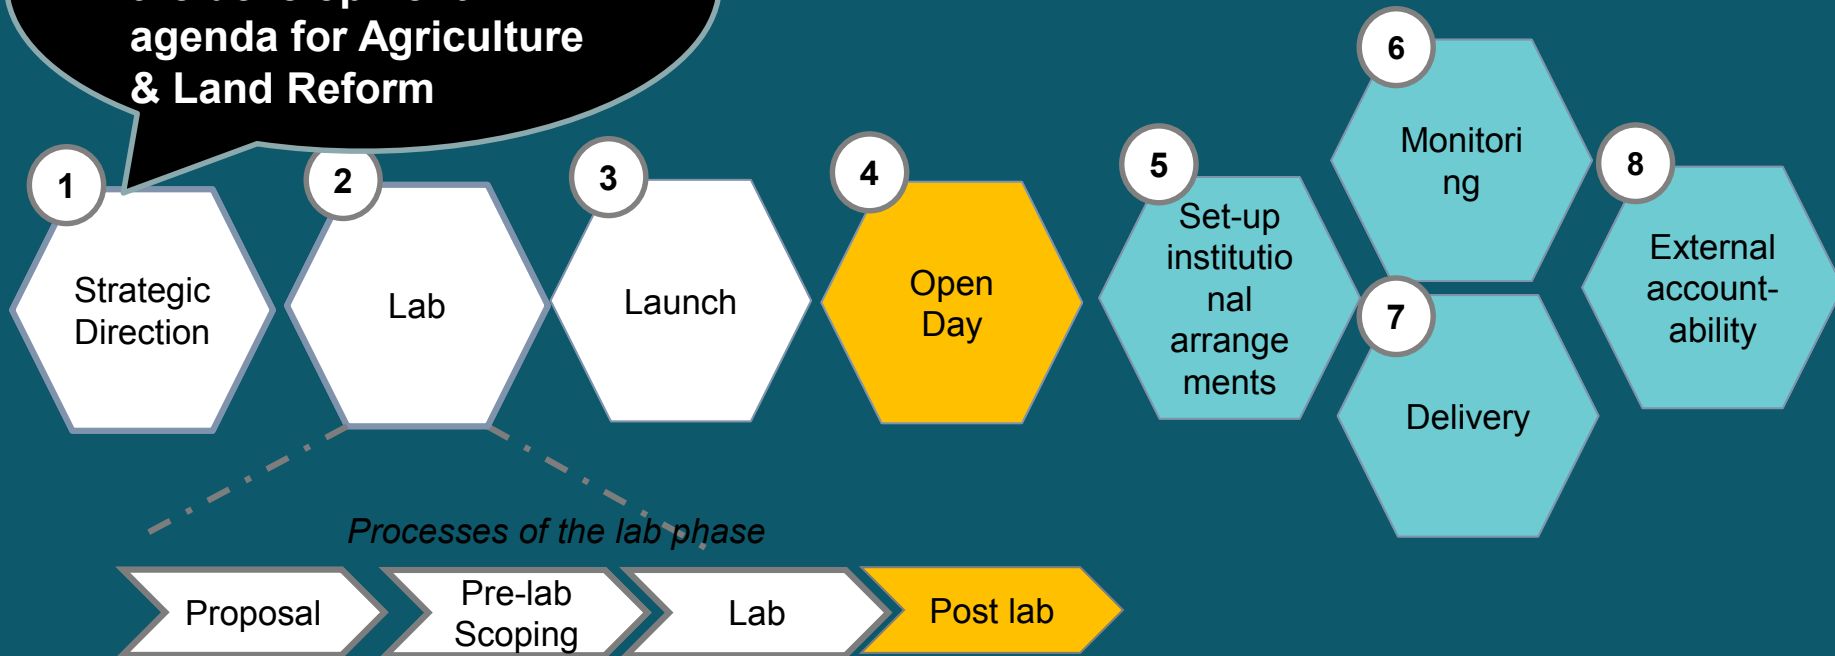 agenda for Agriculture
& Land Reform
1
Strategic
Direction
2
Lab
3
Launch
4
Open
Day
5
Set-up
institutio
nal
arrange
ments
6
Monitori
ng
7
Delivery
8
External
account-
ability
Processes of the lab phase
Proposal
Pre-lab
Scoping
Lab
Post lab